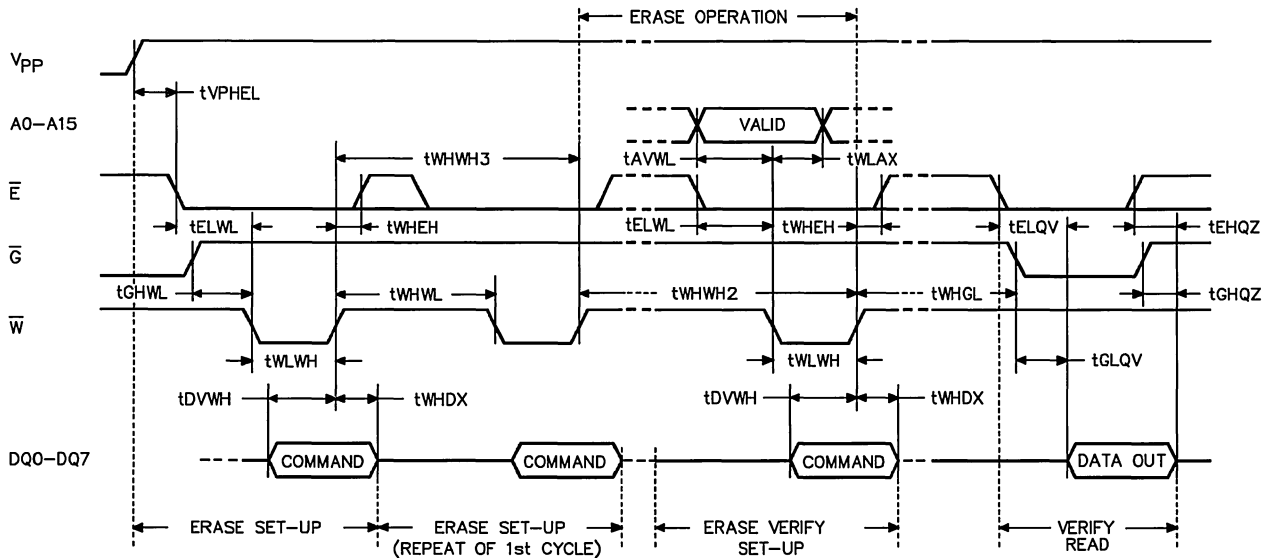 ERASE OPERATION
VPP
tVPHEL
A0-A15
VALID
tWHWH3
tAVWL
tWLAX
E
tELWL
tWHEH
tELWL
tWHEH
tELQV
tEHQZ
G
tGHWL
tWHWL
tWHWH2
tWHGL
tGHQZ
W
tWLWH
tWLWH
tGLQV
tDVWH
tWHDX
tDVWH
tWHDX
DQ0-DQ7
COMMAND
COMMAND
COMMAND
DATA OUT
ERASE SET-UP
ERASE SET-UP
(REPEAT OF 1st CYCLE)
ERASE VERIFY
SET-UP
VERIFY
READ